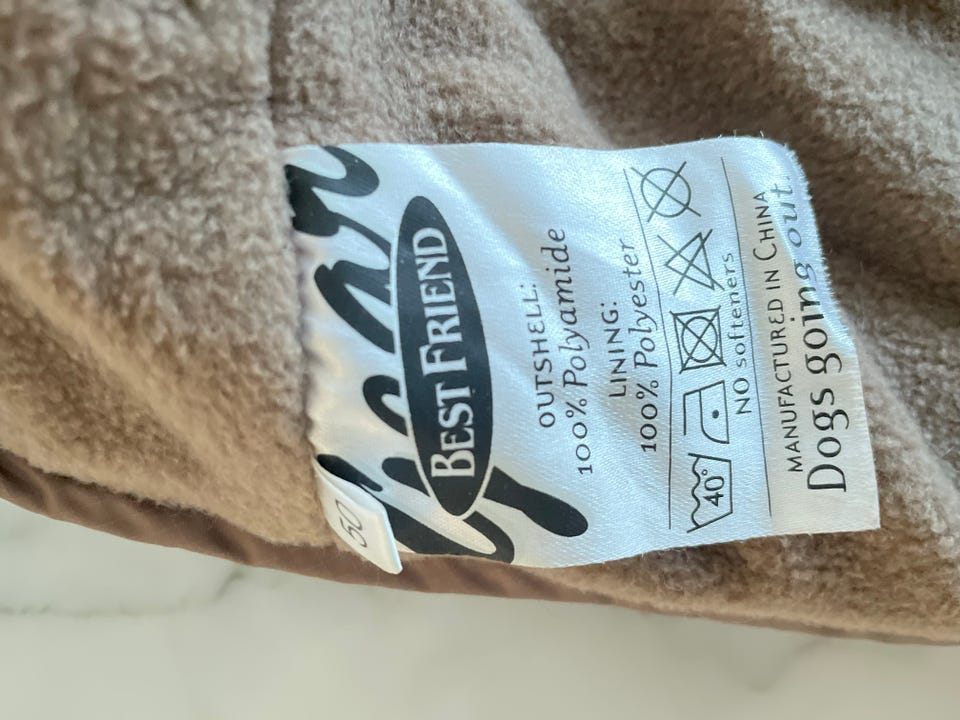 BEST FRIEND
50
OUTSHELL:
100% Polyamide
LINING:
100% Polyester
40°
NO softeners
MANUFACTURED IN CHINA
Dogs going out